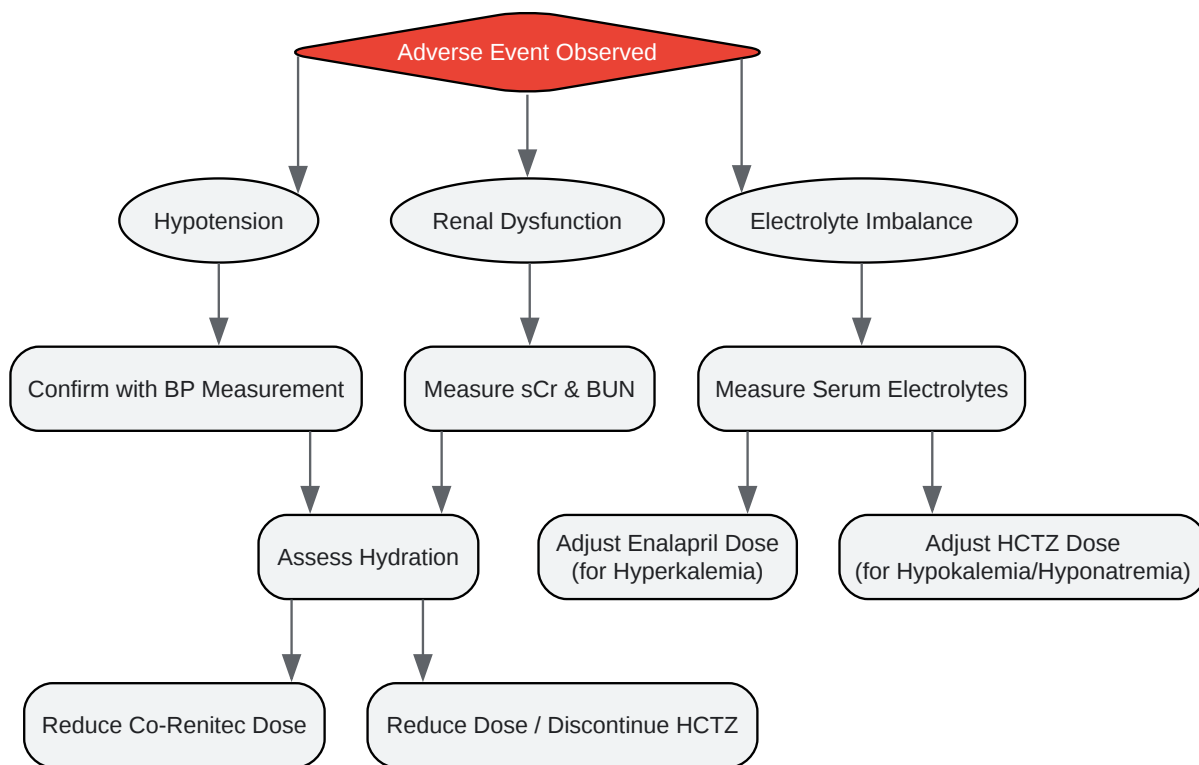 Adverse Event Observed
Hypotension
Renal Dysfunction
Electrolyte Imbalance
Confirm with BP Measurement
Measure sCr & BUN
Measure Serum Electrolytes
Assess Hydration
Adjust Enalapril Dose
(for Hyperkalemia)
Adjust HCTZ Dose
(for Hypokalemia/Hyponatremia)
Reduce Co-Renitec Dose
Reduce Dose / Discontinue HCTZ